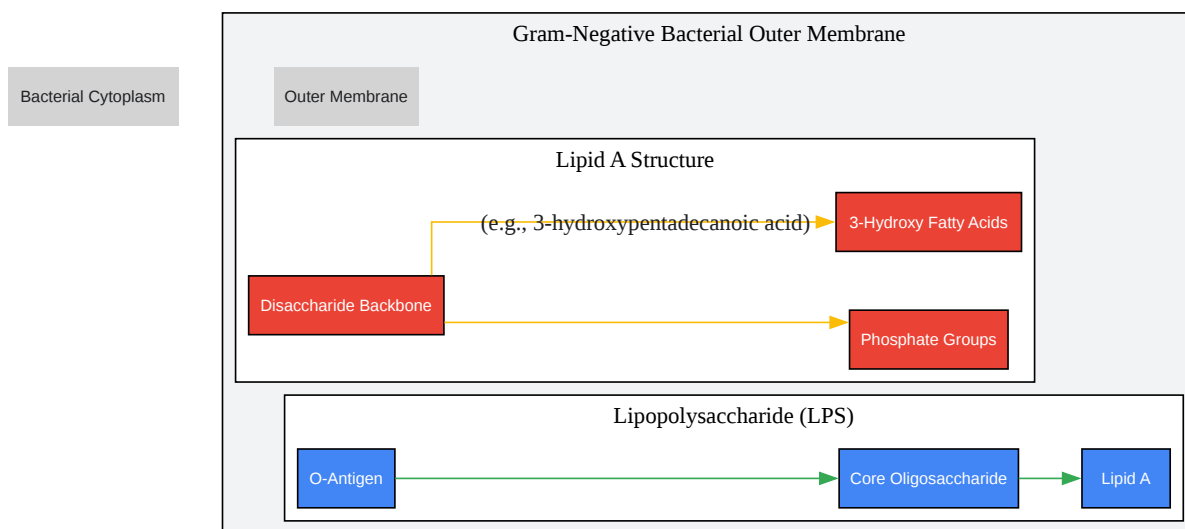 Gram-Negative Bacterial Outer Membrane
Bacterial Cytoplasm
Outer Membrane
Lipid A Structure
(e.g., 3-hydroxypentadecanoic acid)
3-Hydroxy Fatty Acids
Disaccharide Backbone
Phosphate Groups
Lipopolysaccharide (LPS)
O-Antigen
Core Oligosaccharide
Lipid A